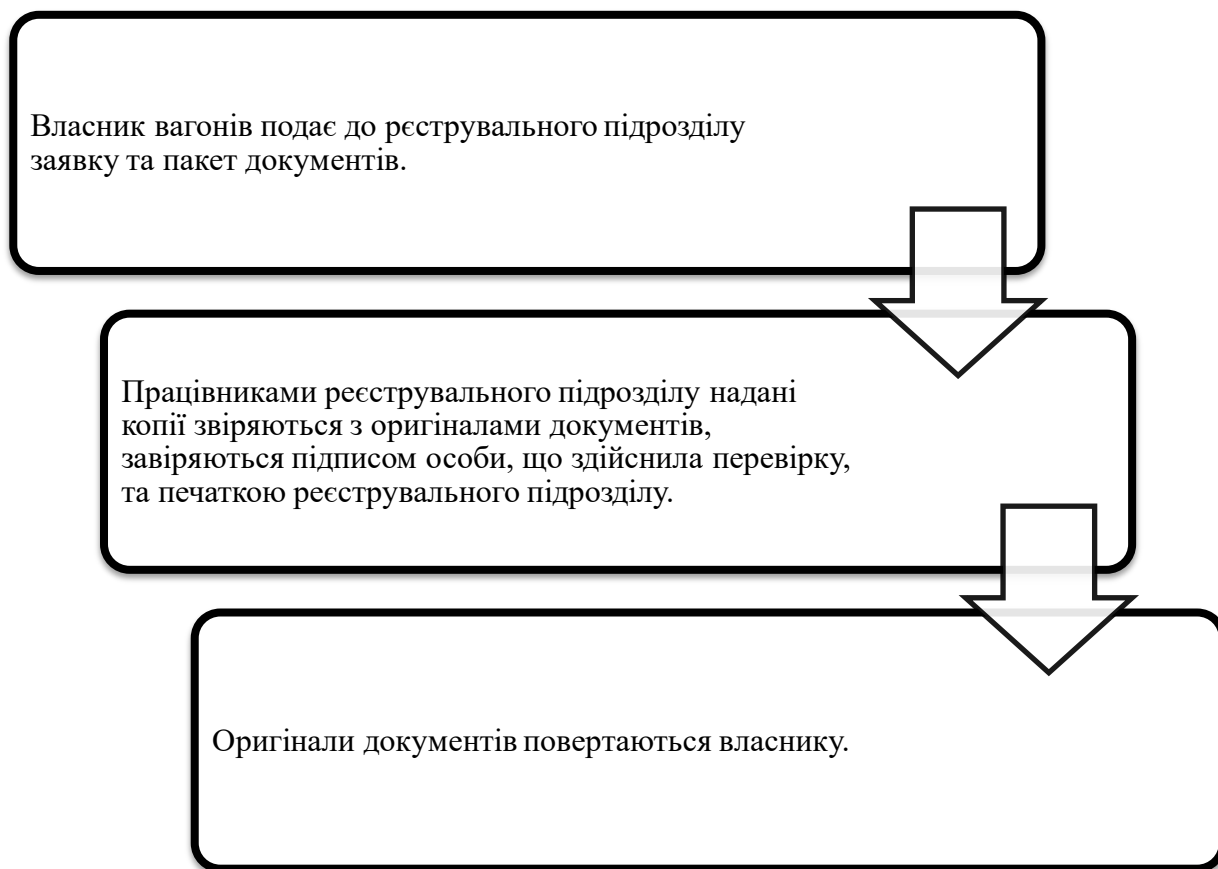 Власник вагонів подає до рєструвального підрозділу
заявку та пакет документів.
Працівниками реєструвального підрозділу надані
копії звіряються з оригіналами документів,
завіряються підписом особи, що здійснила перевірку,
та печаткою реєструвального підрозділу.
Оригінали документів повертаються власнику.